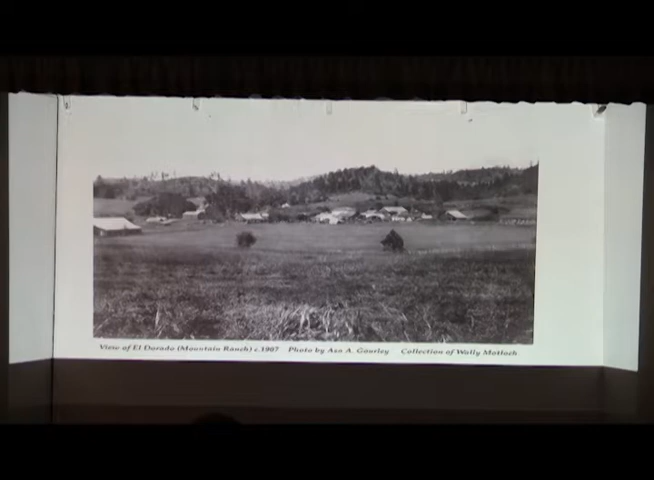 View of El Dorado (Mountain Ranch) c.1907 Photo by Asa A. Gourley Collection of Wally Motloch